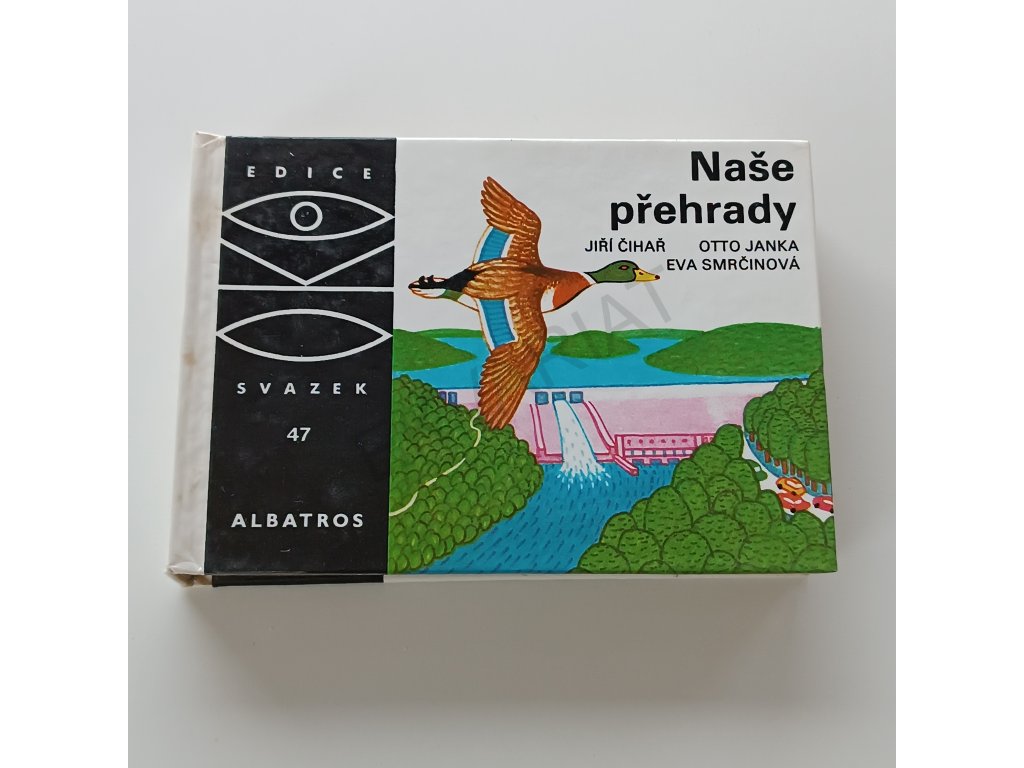 EDICE
SVAZEK
47
ALBATROS
Naše
přehrady
JIŘÍ ČIHAŘ OTTO JANKA
EVA SMRČINOVÁ